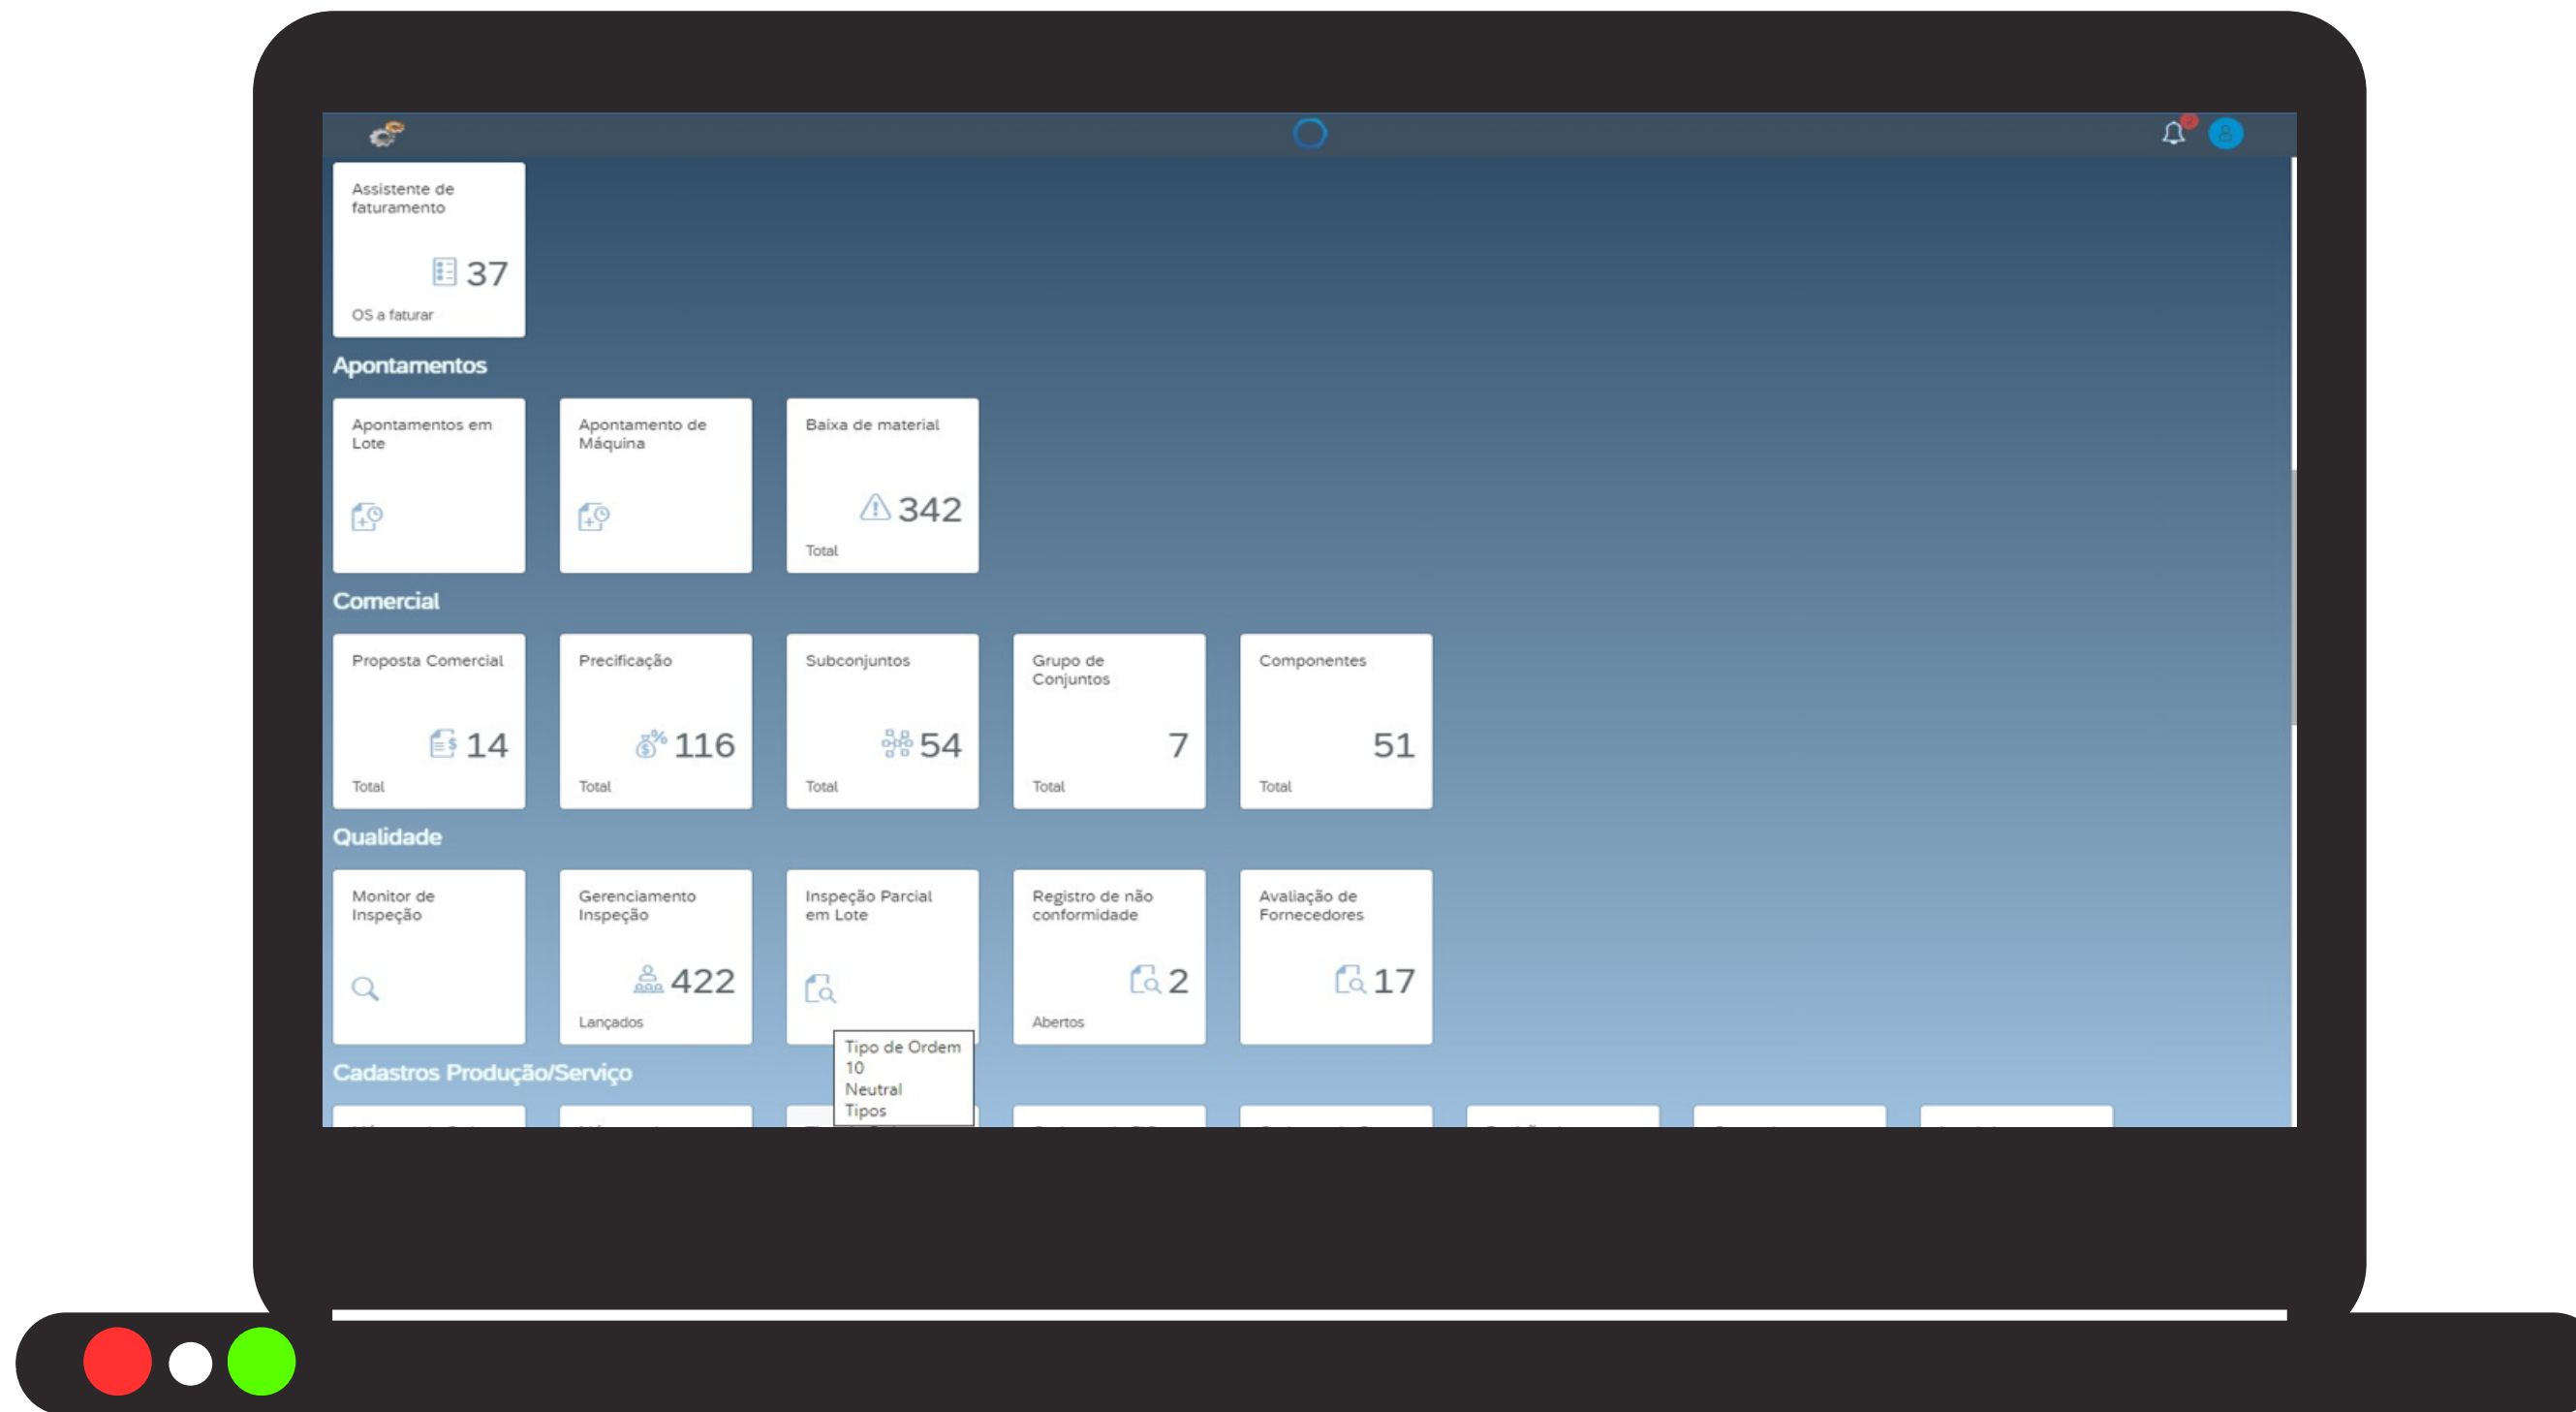 Assistente de
faturamento
37
OS a faturar
Apontamentos
Apontamentos em
Lote
Apontamento de
Máquina
Baixa de material
342
Total
Comercial
Proposta Comercial
14
Total
Precificação
116
Total
Subconjuntos
54
Total
Grupo de
Conjuntos
7
Total
Componentes
51
Total
Qualidade
Monitor de
Inspeção
Gerenciamento
Inspeção
422
Lançados
Inspeção Parcial
em Lote
Registro de não
conformidade
2
Abertos
Avaliação de
Fornecedores
17
Tipo de Ordem
10
Neutral
Tipos
Cadastros Produção/Serviço